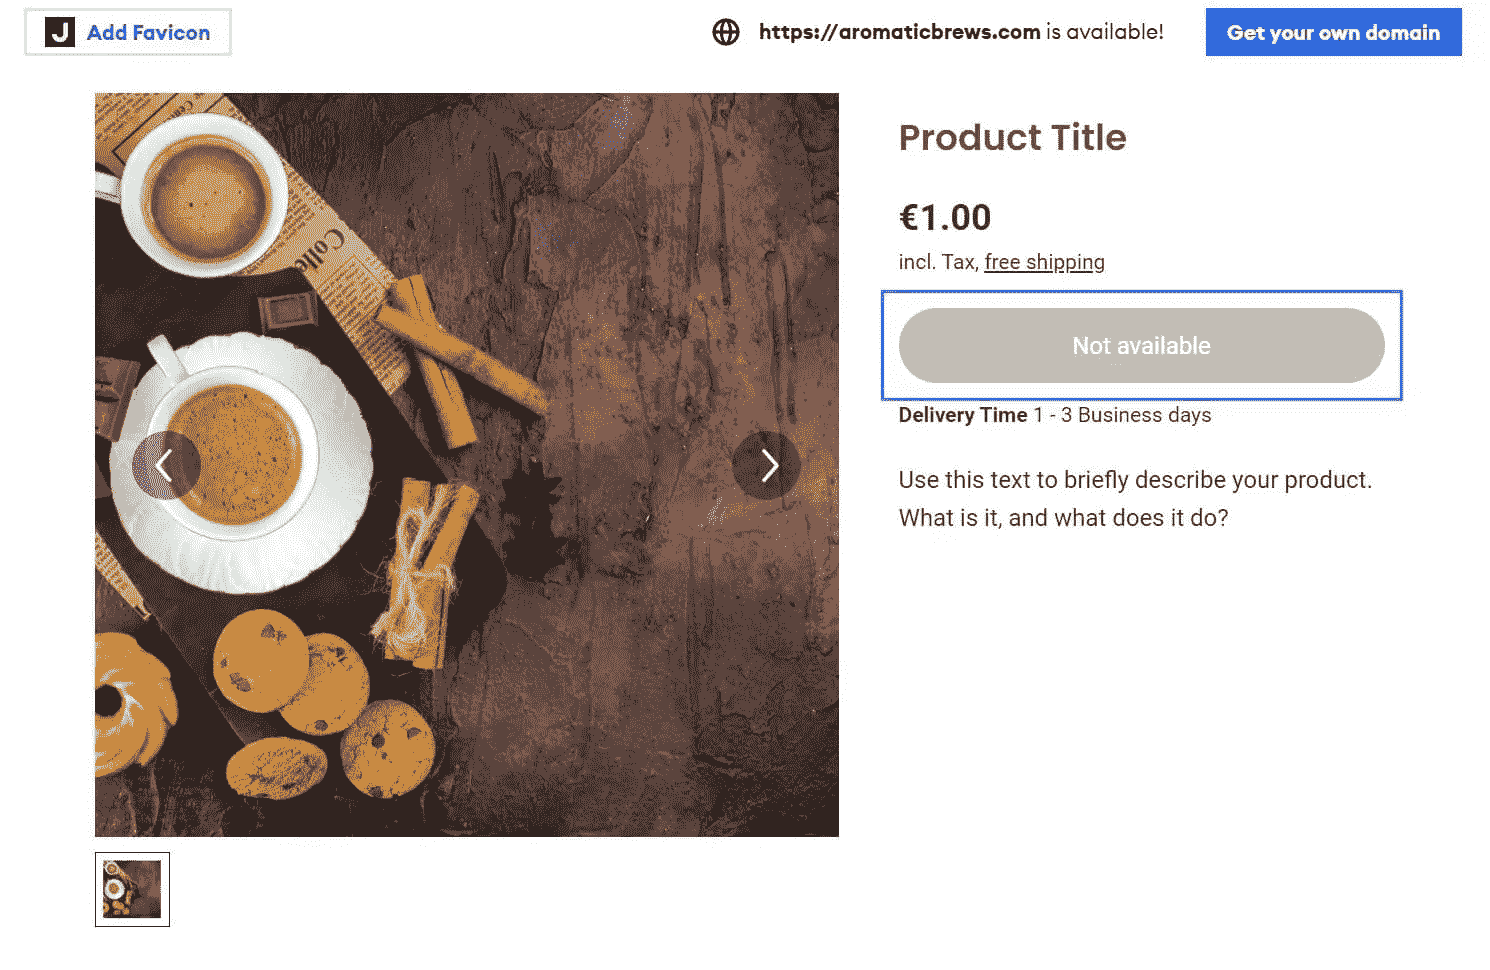 J Add Favicon
https://aromaticbrews.com is available!
Get your own domain
Colle
Product Title
€1.00
incl. Tax, free shipping
Not available
Delivery Time 1 - 3 Business days
Use this text to briefly describe your product.
What is it, and what does it do?